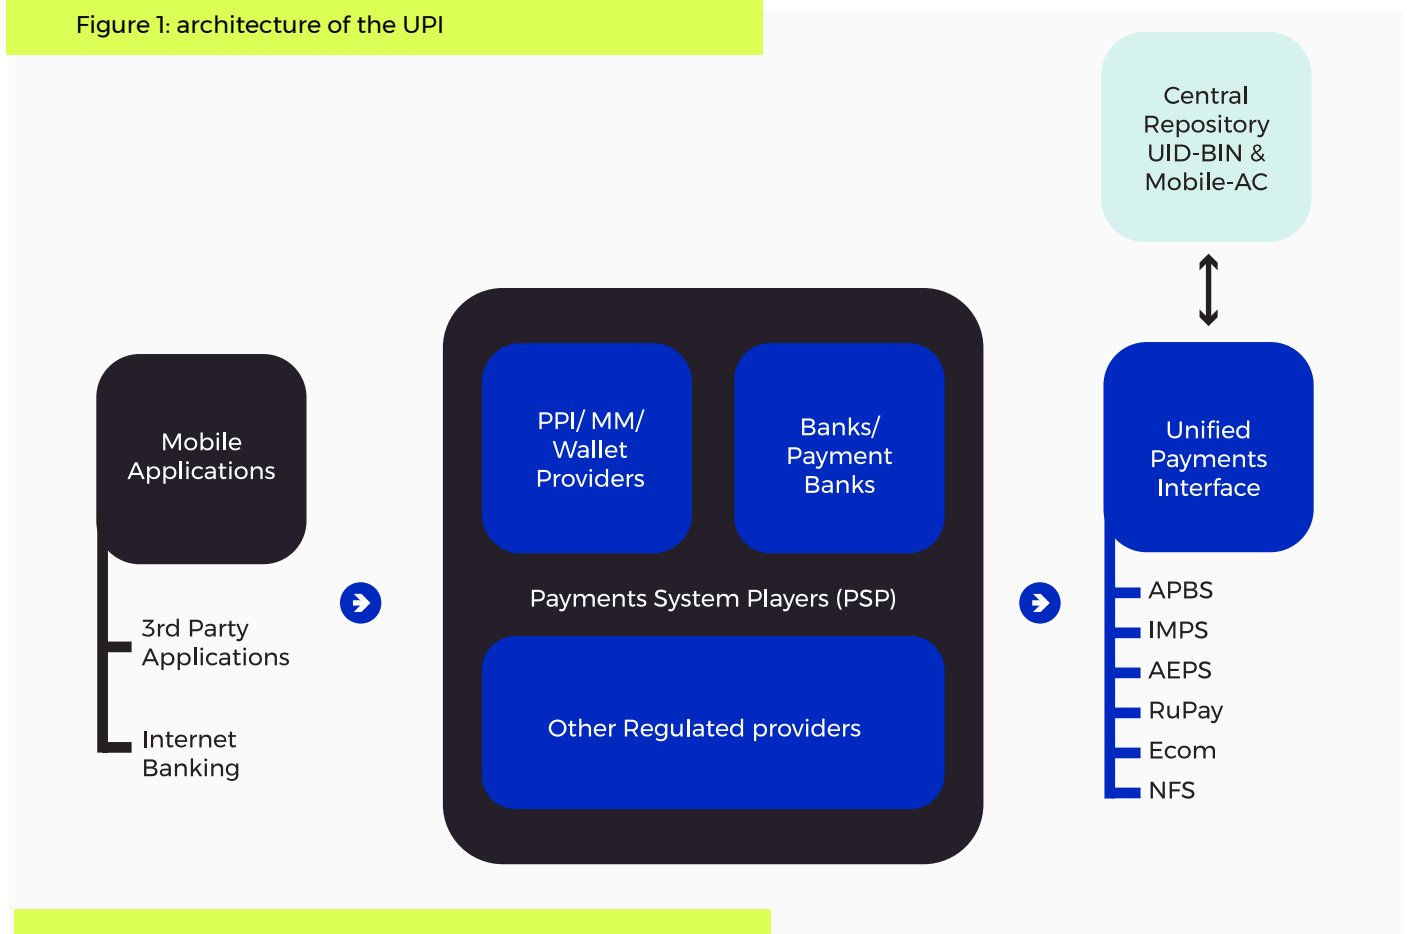 Figure 1: architecture of the UPI
Central
Repository
UID-BIN &
Mobile-AC
Mobile
Applications
3rd Party
Applications
Internet
Banking
PPI/ MM/
Wallet
Providers
Banks/
Payment
Banks
Payments System Players (PSP)
Other Regulated providers
Unified
Payments
Interface
APBS
IMPS
AEPS
RuPay
Ecom
NFS